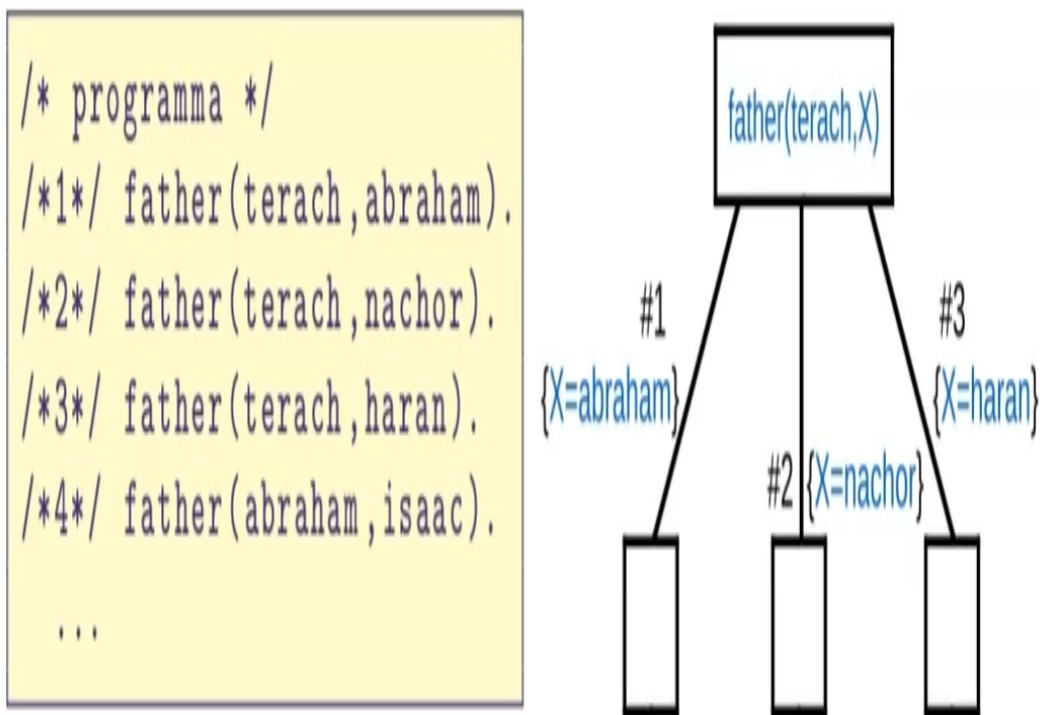 /* programma */
/*1*/ father(terach,abraham).
/*2*/ father(terach,nachor).
/*3*/ father(terach,haran).
/*4*/ father(abraham,isaac).
...
father(terach,X)
#1
{X=abraham}
#2 {X=nachor}
#3
{X=haran}